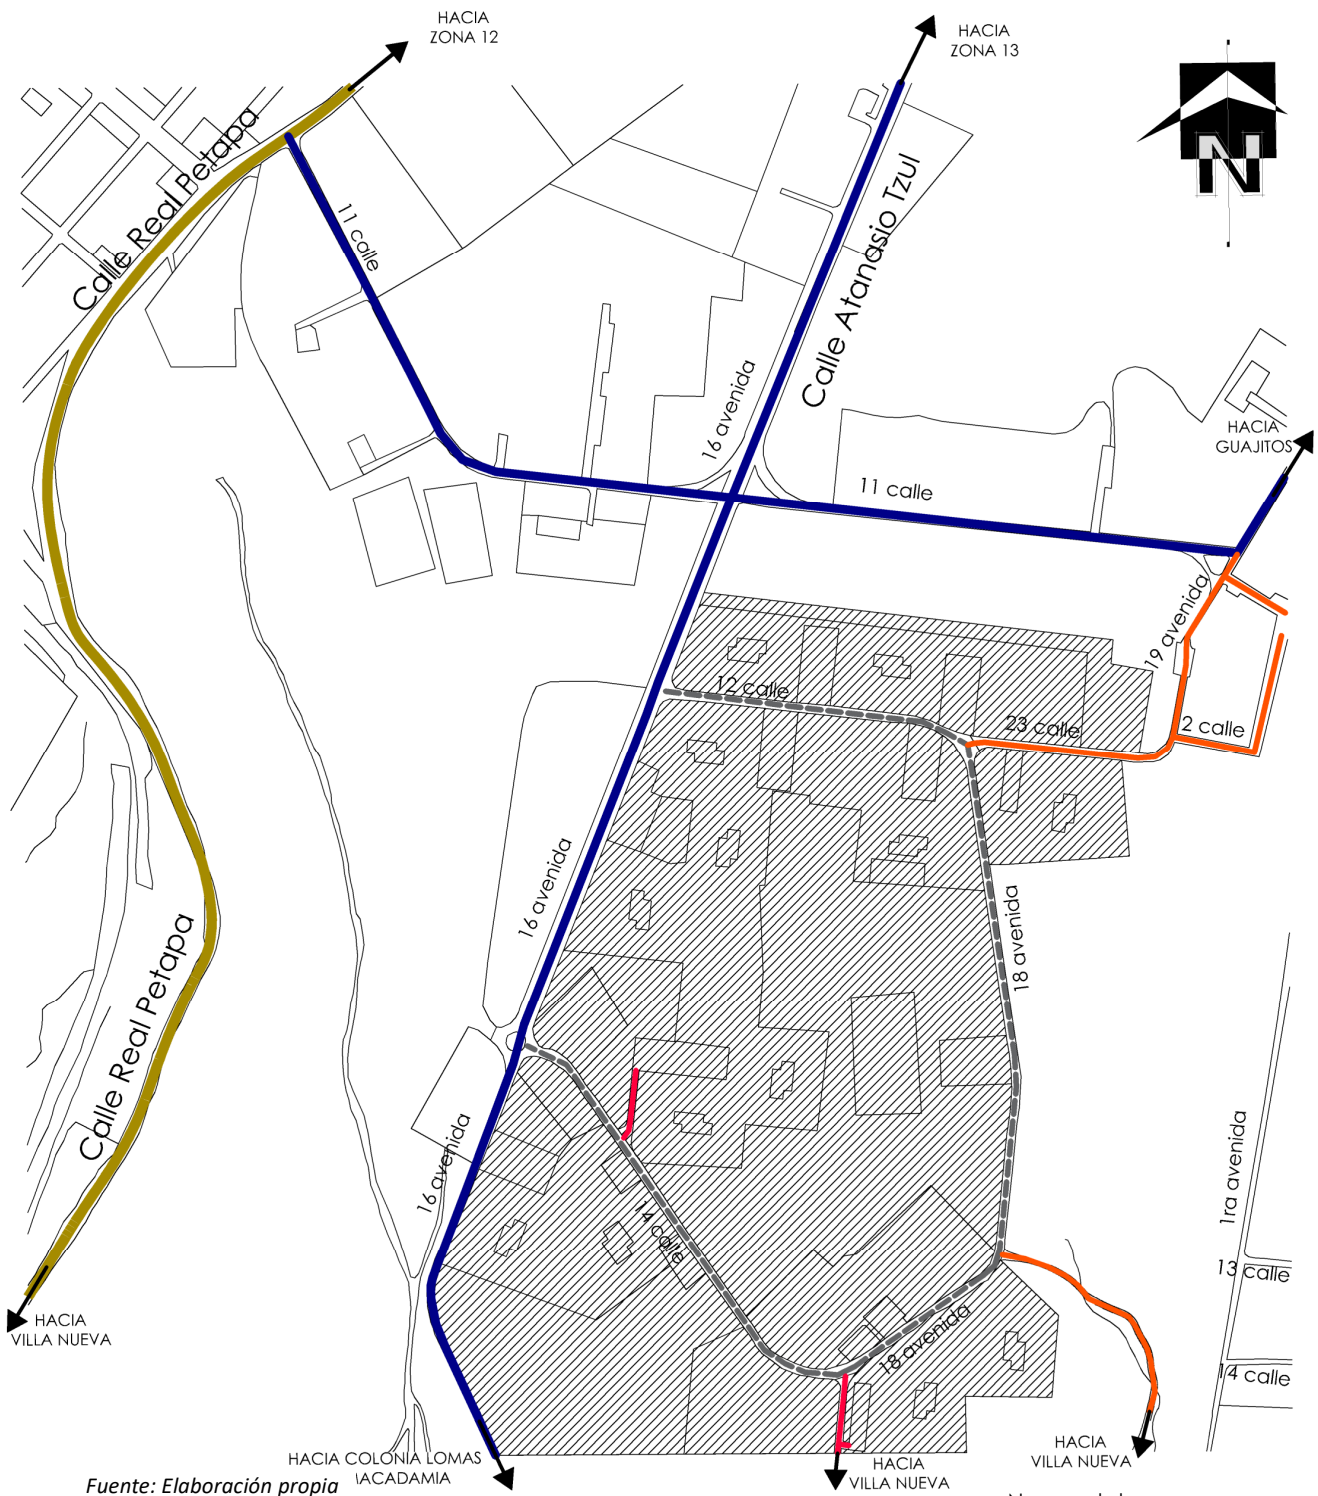 HACIA
ZONA 12
HACIA
ZONA 13
N
Calle Real Petapa
11 calle
Calle Atanasio Tzul
16 avenida
HACIA
GUAJITOS
11 calle
19 avenida
12 calle
23 calle
2 calle
16 avenida
18 avenida
Calle Real Petapa
16 avenida
14 calle
1ra avenida
13 calle
HACIA
VILLA NUEVA
18 avenida
14 calle
HACIA COLONIA LOMAS
MACADAMIA
HACIA
VILLA NUEVA
HACIA
VILLA NUEVA
Fuente: Elaboración propia